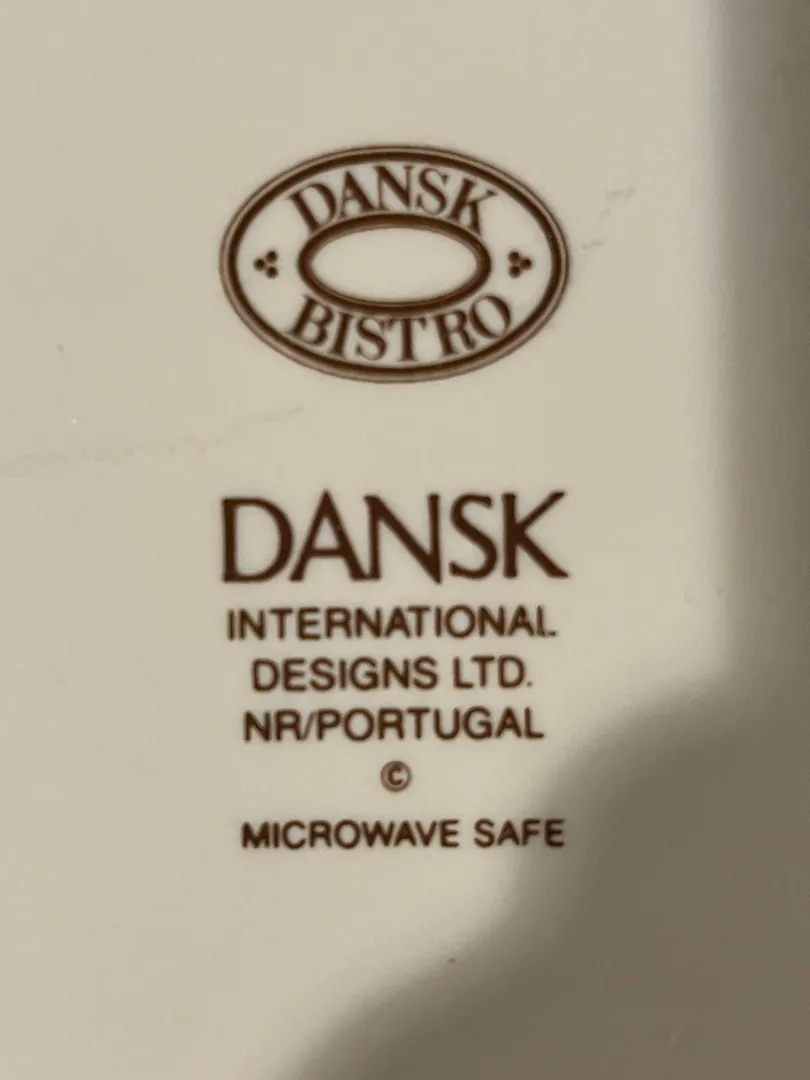 DANSK
BISTRO
DANSK
INTERNATIONAL
DESIGNS LTD.
NR/PORTUGAL
©
MICROWAVE SAFE